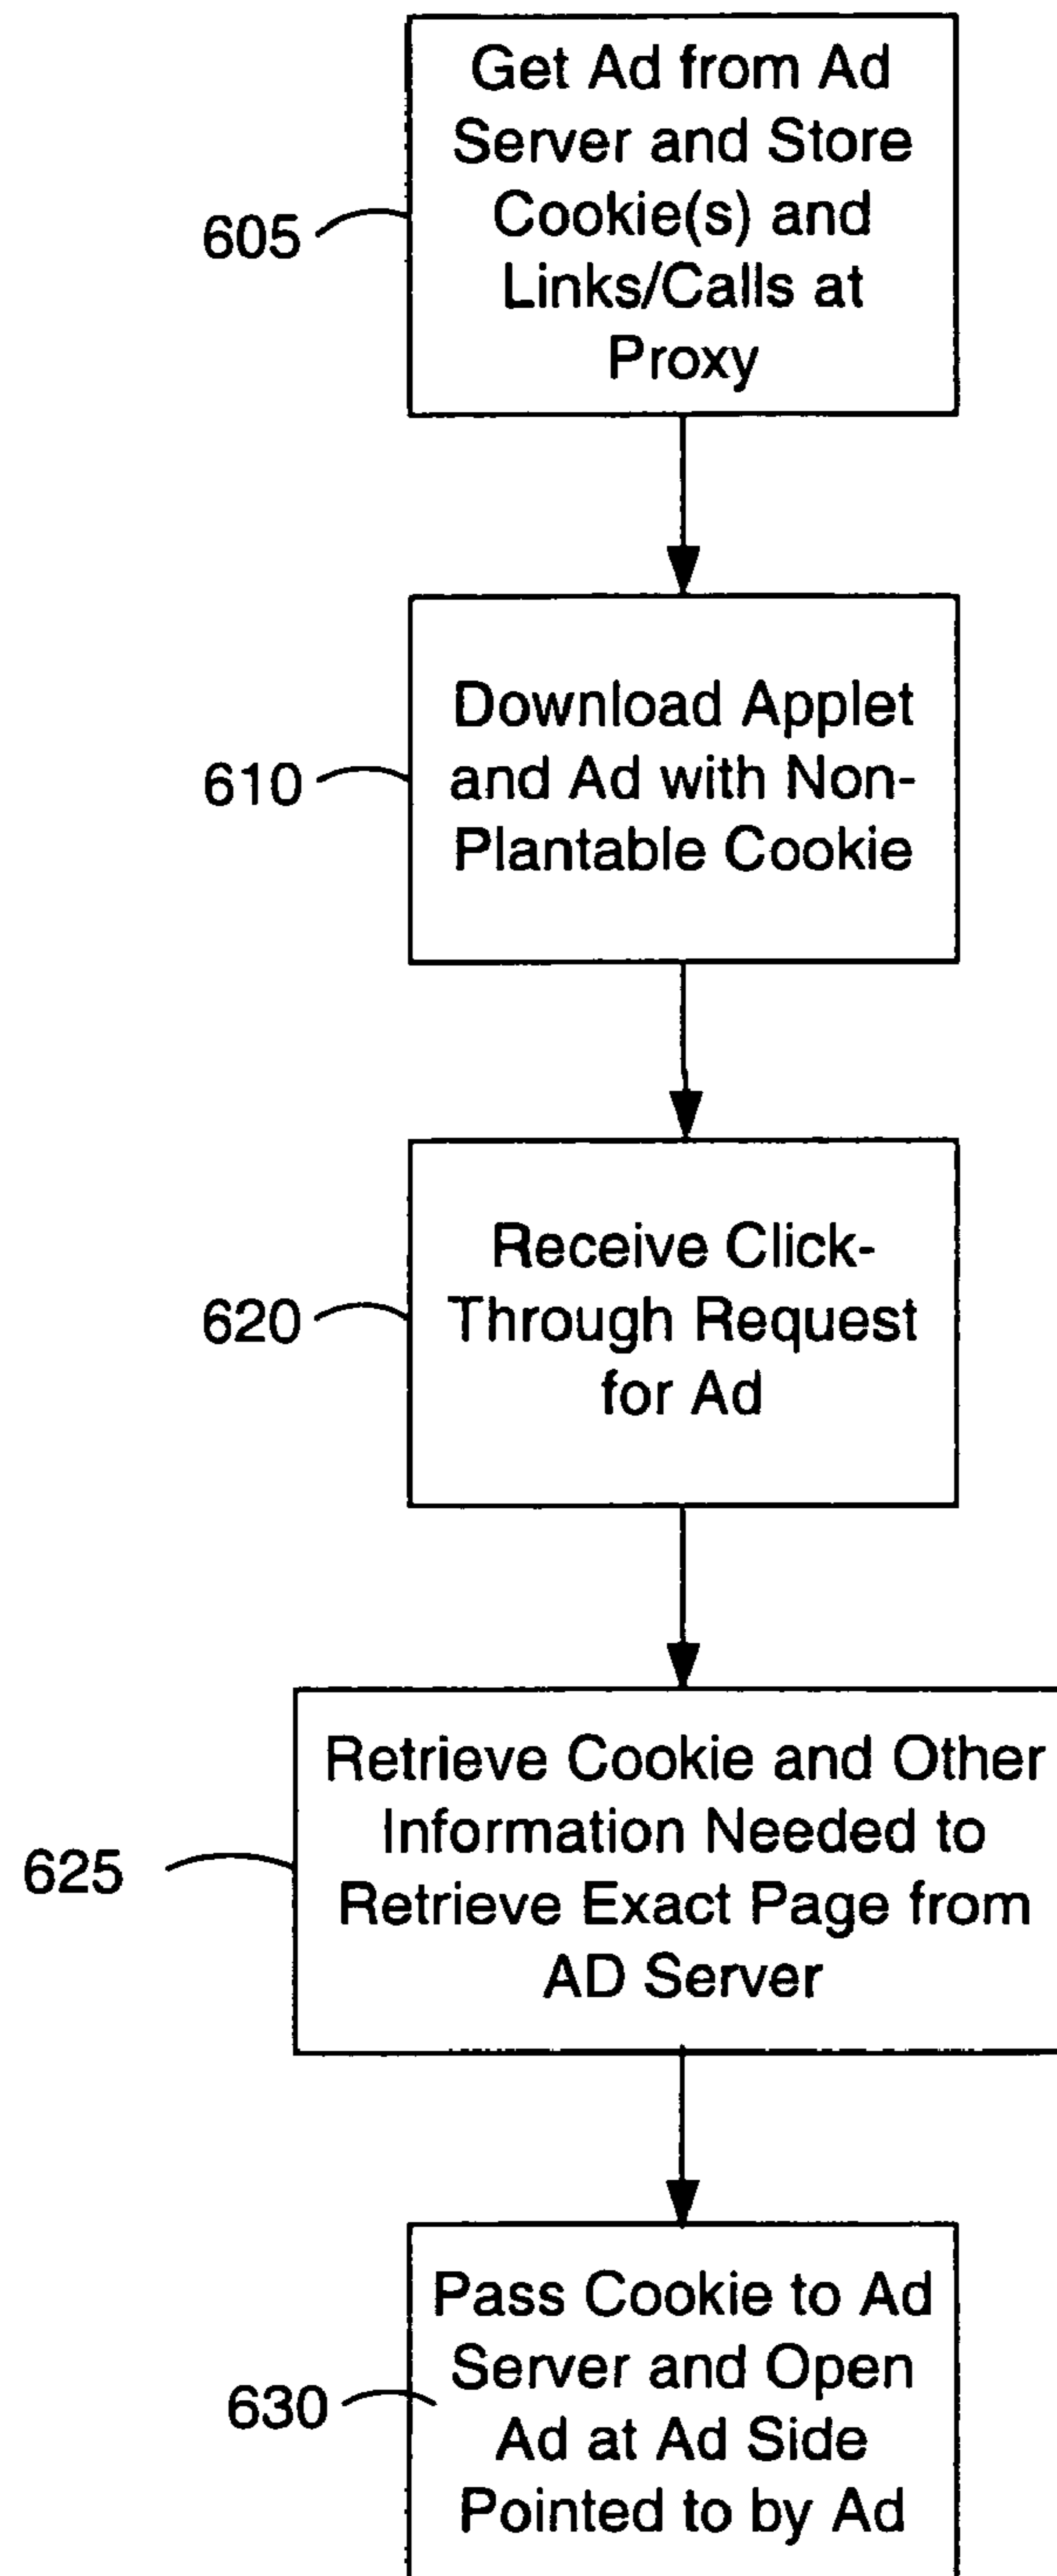 Get Ad from Ad
Server and Store
Cookie(s) and
Links/Calls at
Proxy
605
Download Applet
and Ad with Non-
Plantable Cookie
610
Receive Click-
Through Request
for Ad
620
Retrieve Cookie and Other
Information Needed to
Retrieve Exact Page from
AD Server
625
Pass Cookie to Ad
Server and Open
Ad at Ad Side
Pointed to by Ad
630